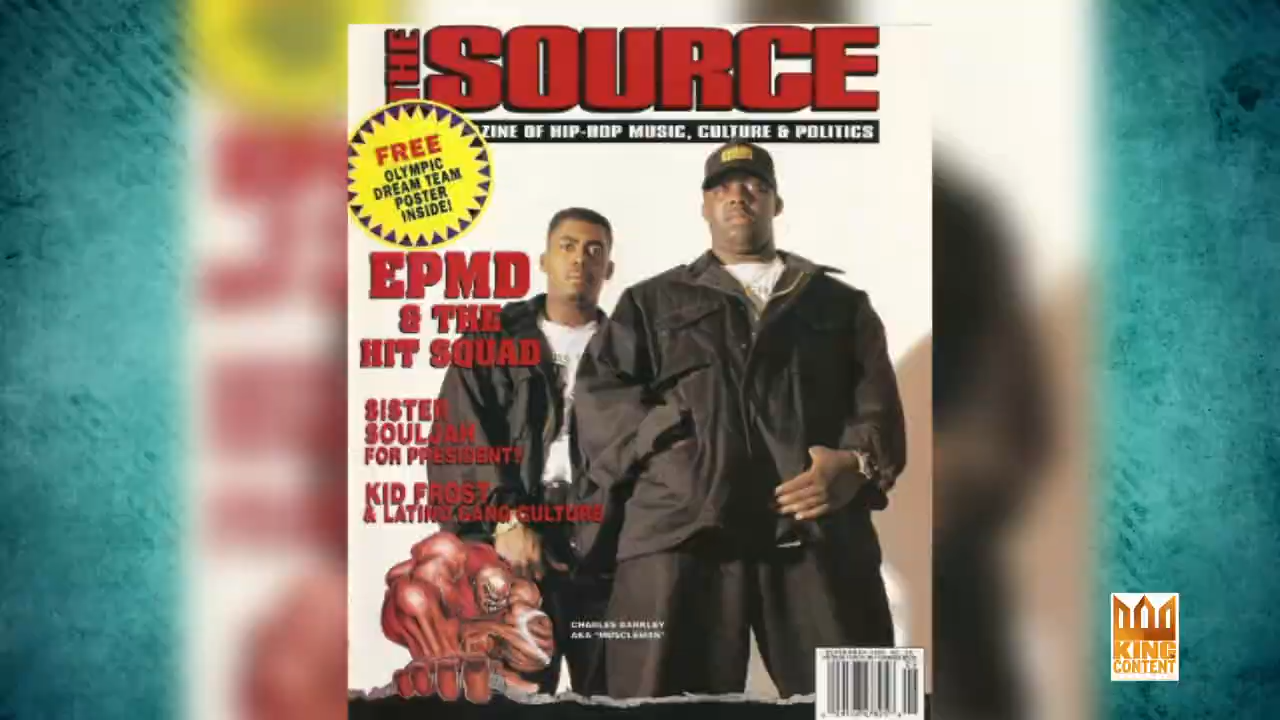 THE
SOURCE
ZINE OF HIP-HOP MUSIC, CULTURE & POLITICS
FREE
OLYMPIC
DREAM TEAM
POSTER
INSIDE!
EPMD
& THE
HIT SQUAD
SISTER
SOULJAH
FOR PRESIDENT?
KID FROST
& LATINO GANG CULTURE
CHARLES BARKLEY
AKA "MUSCLEMAN"
KING
CONTENT